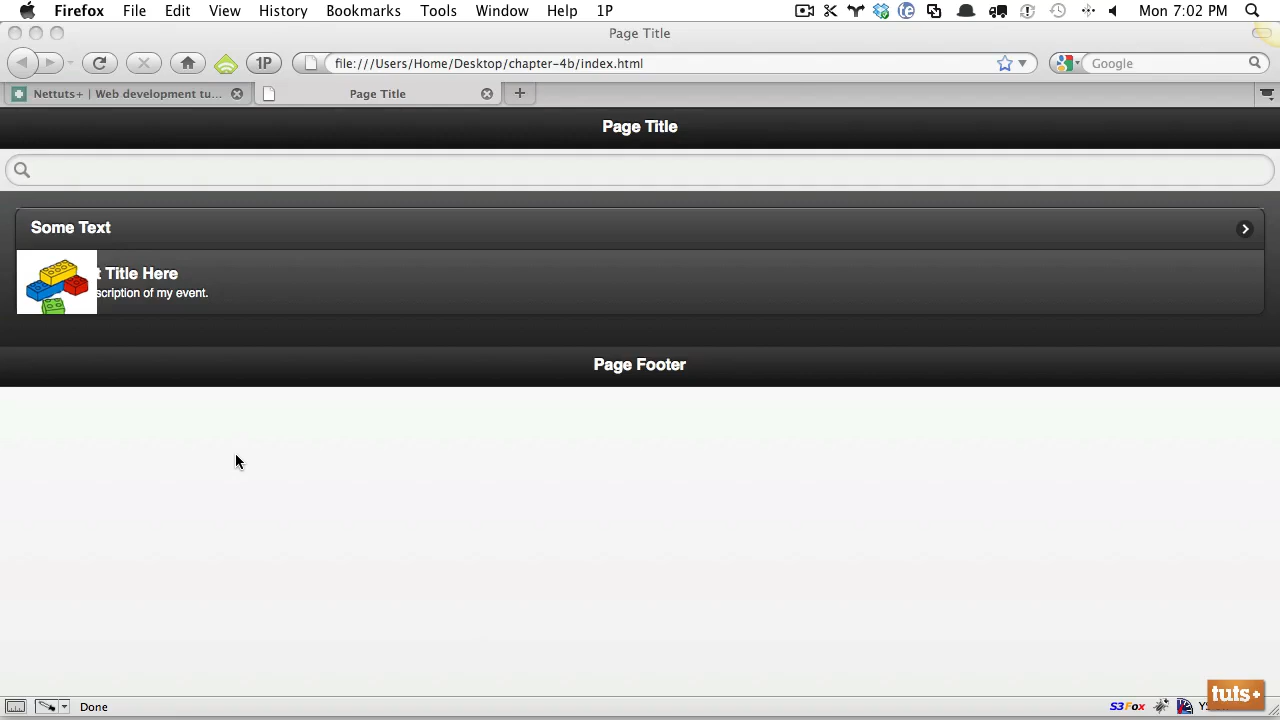 Firefox File Edit View History Bookmarks Tools Window Help 1P Mon 7:02 PM
Page Title
1P file:///Users/Home/Desktop/chapter-4b/index.html Google
Nettuts+ | Web development tu... Page Title
Page Title
Some Text
t Title Here
scription of my event.
Page Footer
Done S3Fox
tuts+